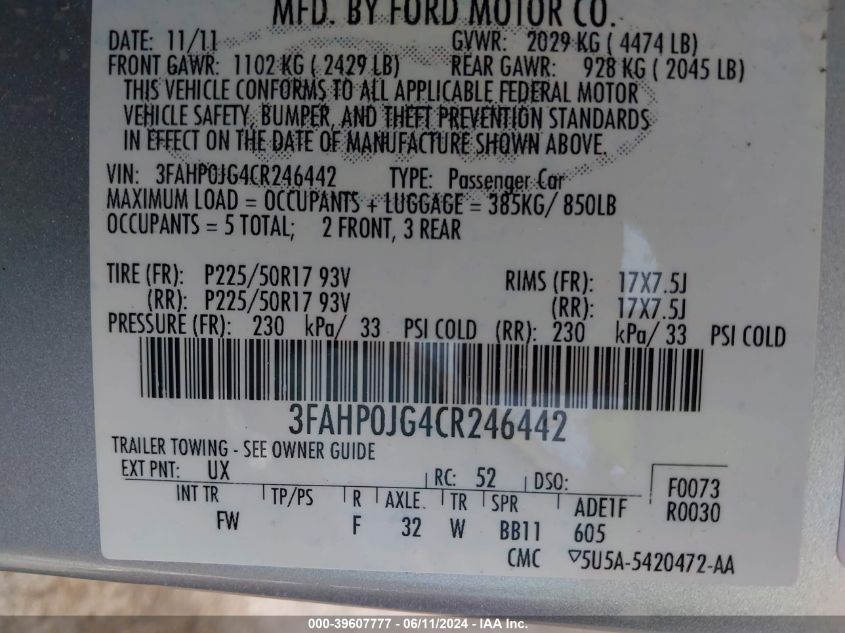 MFD. BY FORD MOTOR CO.
DATE: 11/11 GVWR: 2029 KG ( 4474 LB)
FRONT GAWR: 1102 KG ( 2429 LB) REAR GAWR: 928 KG ( 2045 LB)
THIS VEHICLE CONFORMS TO ALL APPLICABLE FEDERAL MOTOR
VEHICLE SAFETY, BUMPER, AND THEFT PREVENTION STANDARDS
IN EFFECT ON THE DATE OF MANUFACTURE SHOWN ABOVE.
VIN: 3FAHP0JG4CR246442 TYPE: Passenger Car
MAXIMUM LOAD = OCCUPANTS + LUGGAGE = 385KG/ 850LB
OCCUPANTS = 5 TOTAL; 2 FRONT, 3 REAR
TIRE (FR): P225/50R17 93V RIMS (FR): 17X7.5J
(RR): P225/50R17 93V (RR): 17X7.5J
PRESSURE (FR): 230 kPa/ 33 PSI COLD (RR): 230 kPa/ 33 PSI COLD
3FAHP0JG4CR246442
TRAILER TOWING - SEE OWNER GUIDE
EXT PNT: UX RC: 52 DSO: F0073
INT TR TP/PS R AXLE. TR SPR ADE1F R0030
FW F 32 W BB11 605
CMC ▽5U5A-5420472-AA
000-39607777 - 06/11/2024 - IAA Inc.